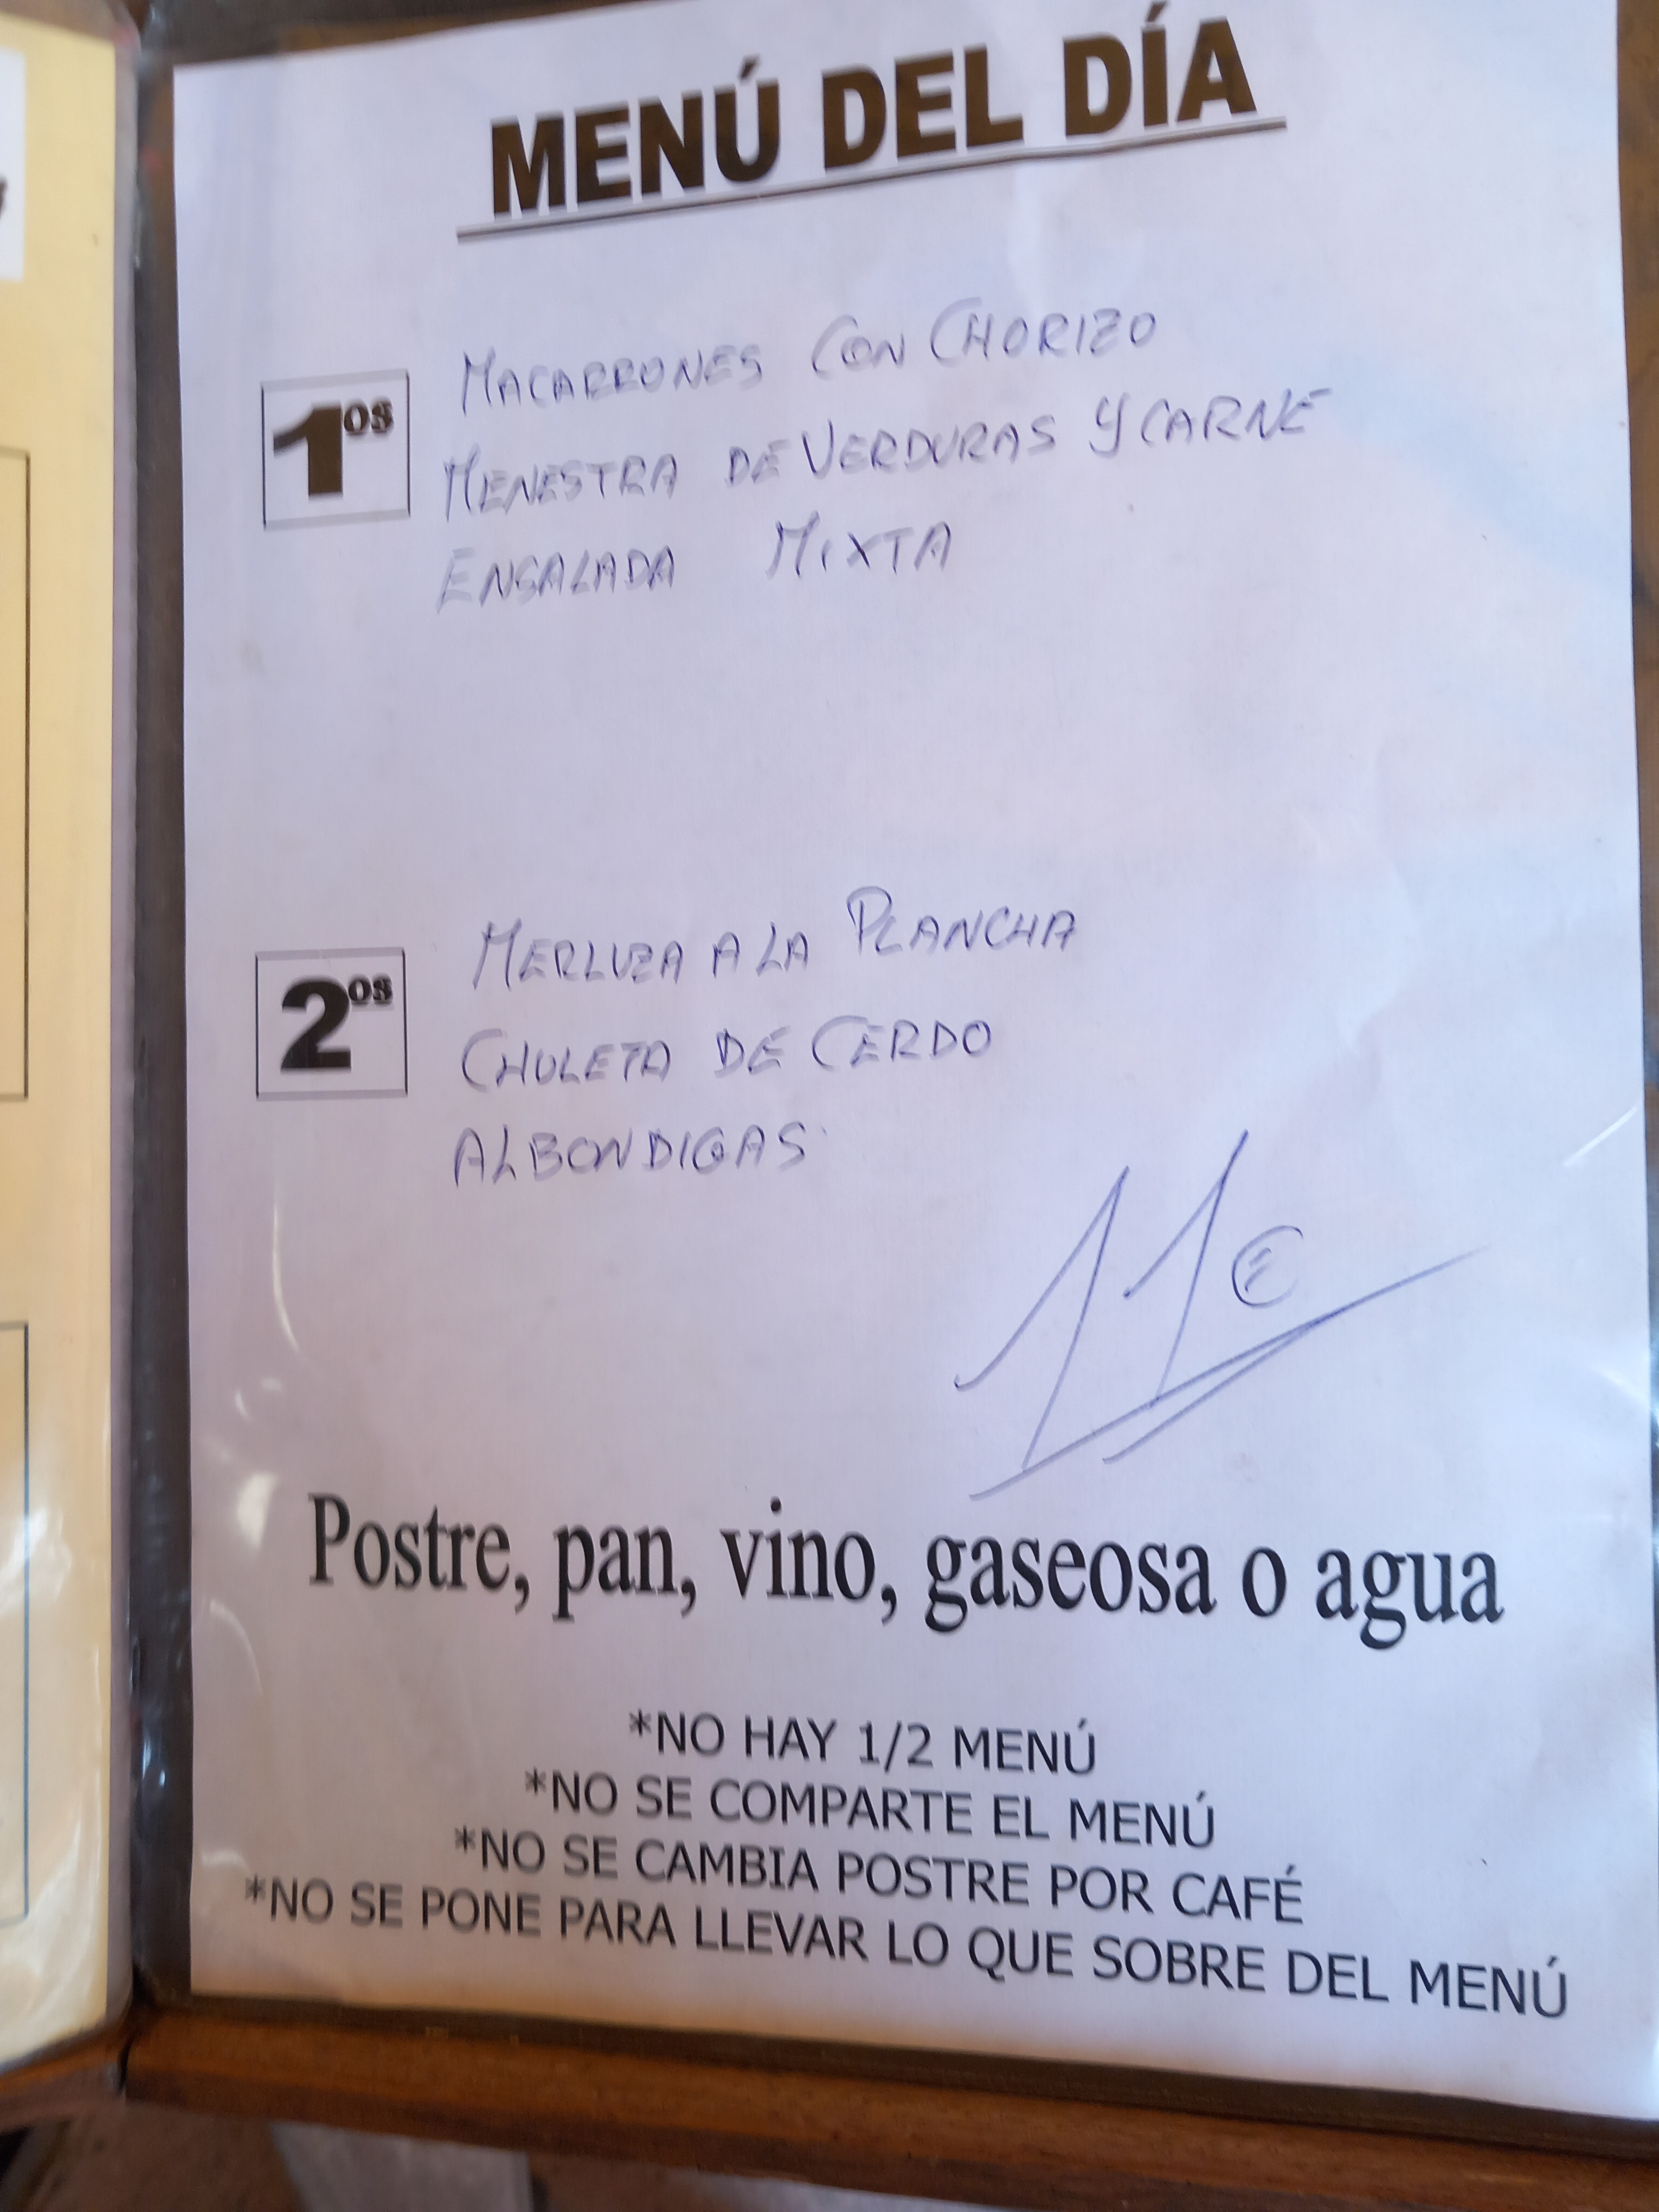 MENÚ DEL DÍA
1os
MACARRONES CON CHORIZO
MENESTRA DE VERDURAS Y CARNE
ENSALADA MIXTA
2os
MERLUZA A LA PLANCHA
CHULETA DE CERDO
ALBONDIGAS
11€
Postre, pan, vino, gaseosa o agua
*NO HAY 1/2 MENÚ
*NO SE COMPARTE EL MENÚ
*NO SE CAMBIA POSTRE POR CAFÉ
*NO SE PONE PARA LLEVAR LO QUE SOBRE DEL MENÚ